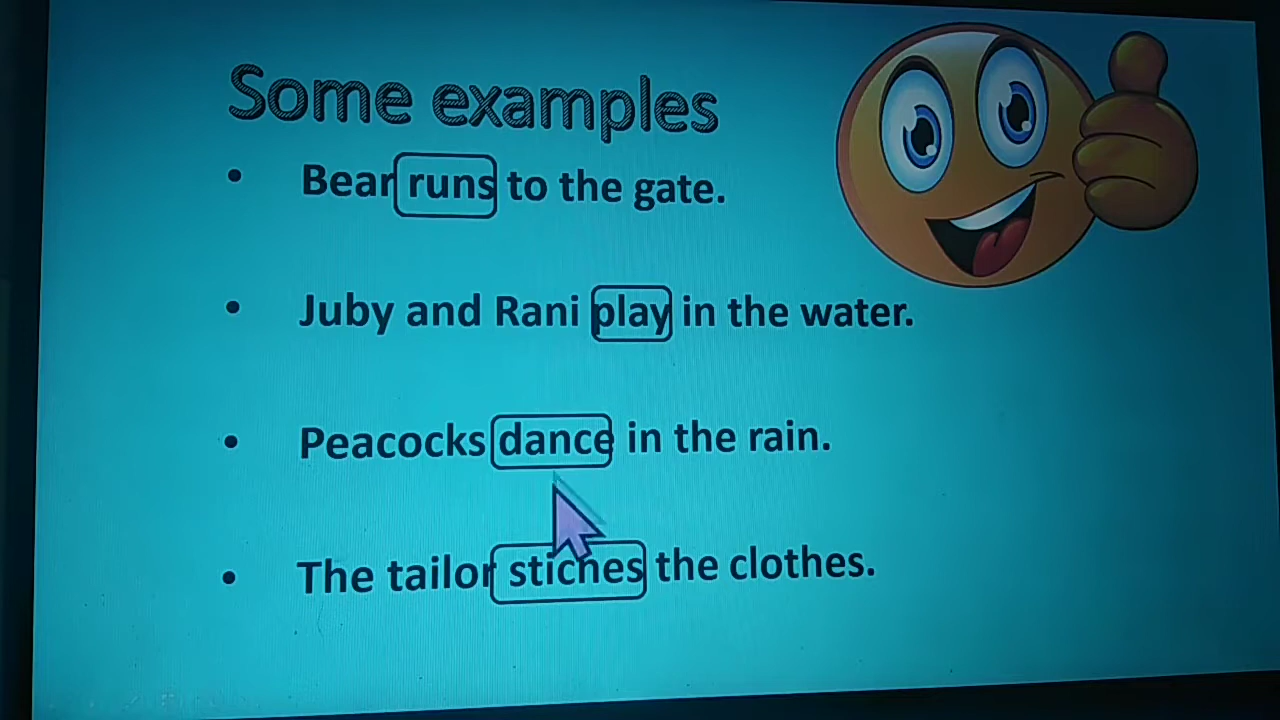 Some examples
• Bear runs to the gate.
• Juby and Rani play in the water.
• Peacocks dance in the rain.
• The tailor stiches the clothes.